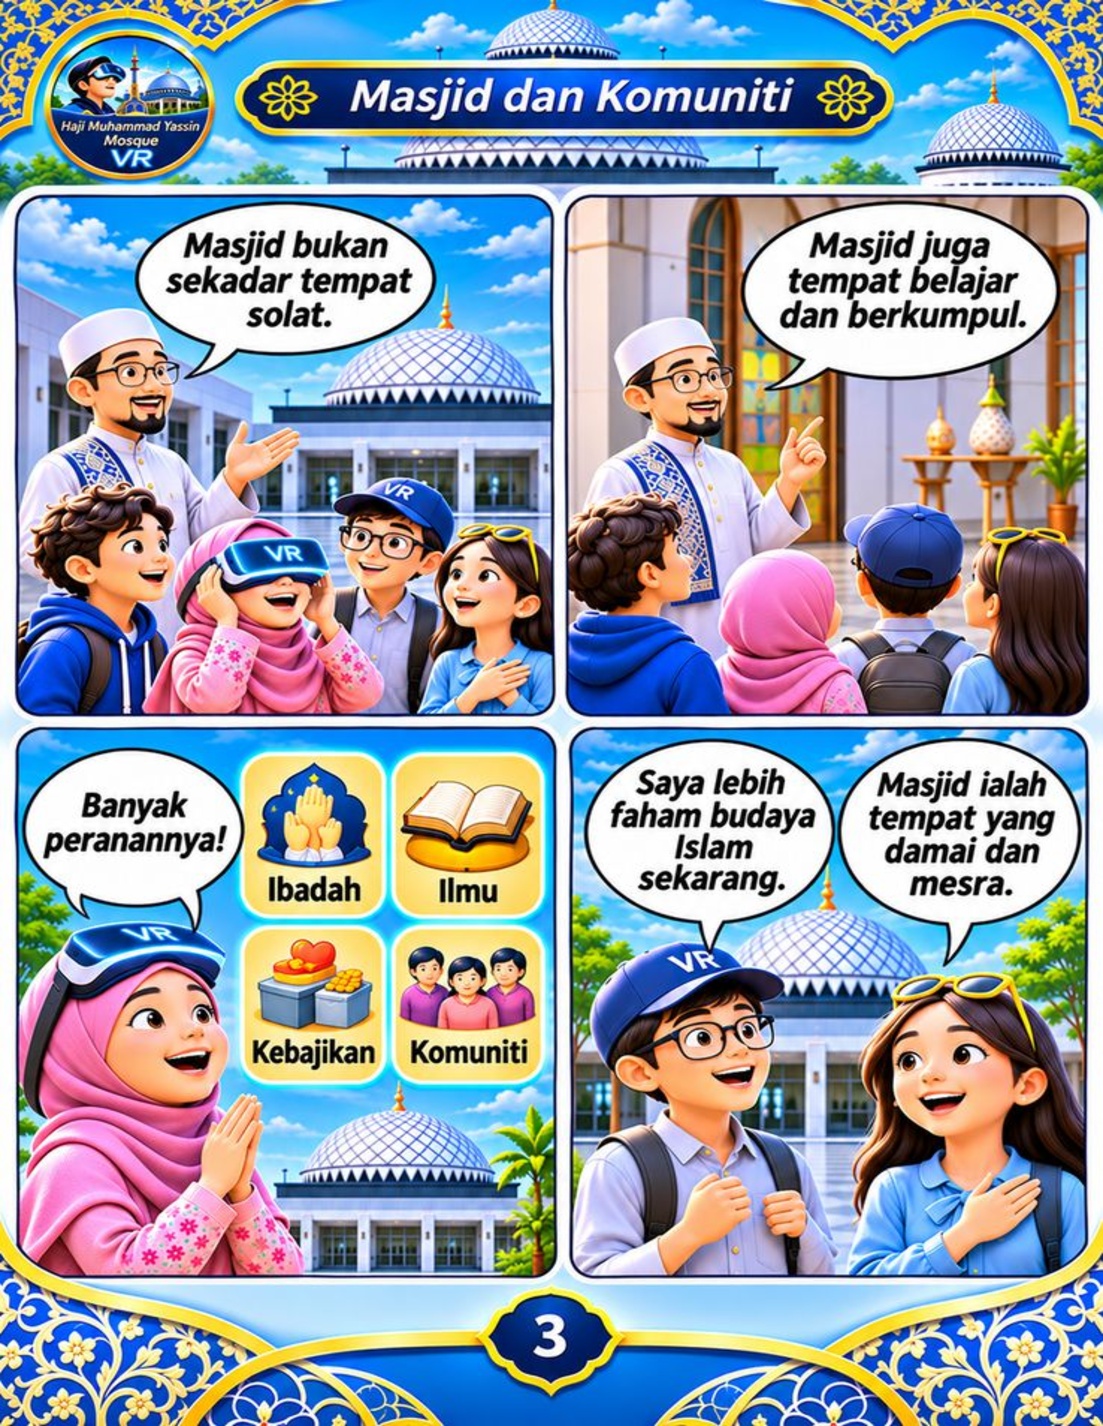 Haji Muhammad Yassin
Mosque
VR
Masjid dan Komuniti
Masjid bukan
sekadar tempat
solat.
VR
VR
Masjid juga
tempat belajar
dan berkumpul.
Banyak
peranannya!
Ibadah
Ilmu
Kebajikan
Komuniti
VR
Saya lebih
faham budaya
Islam
sekarang.
Masjid ialah
tempat yang
damai dan
mesra.
VR
3